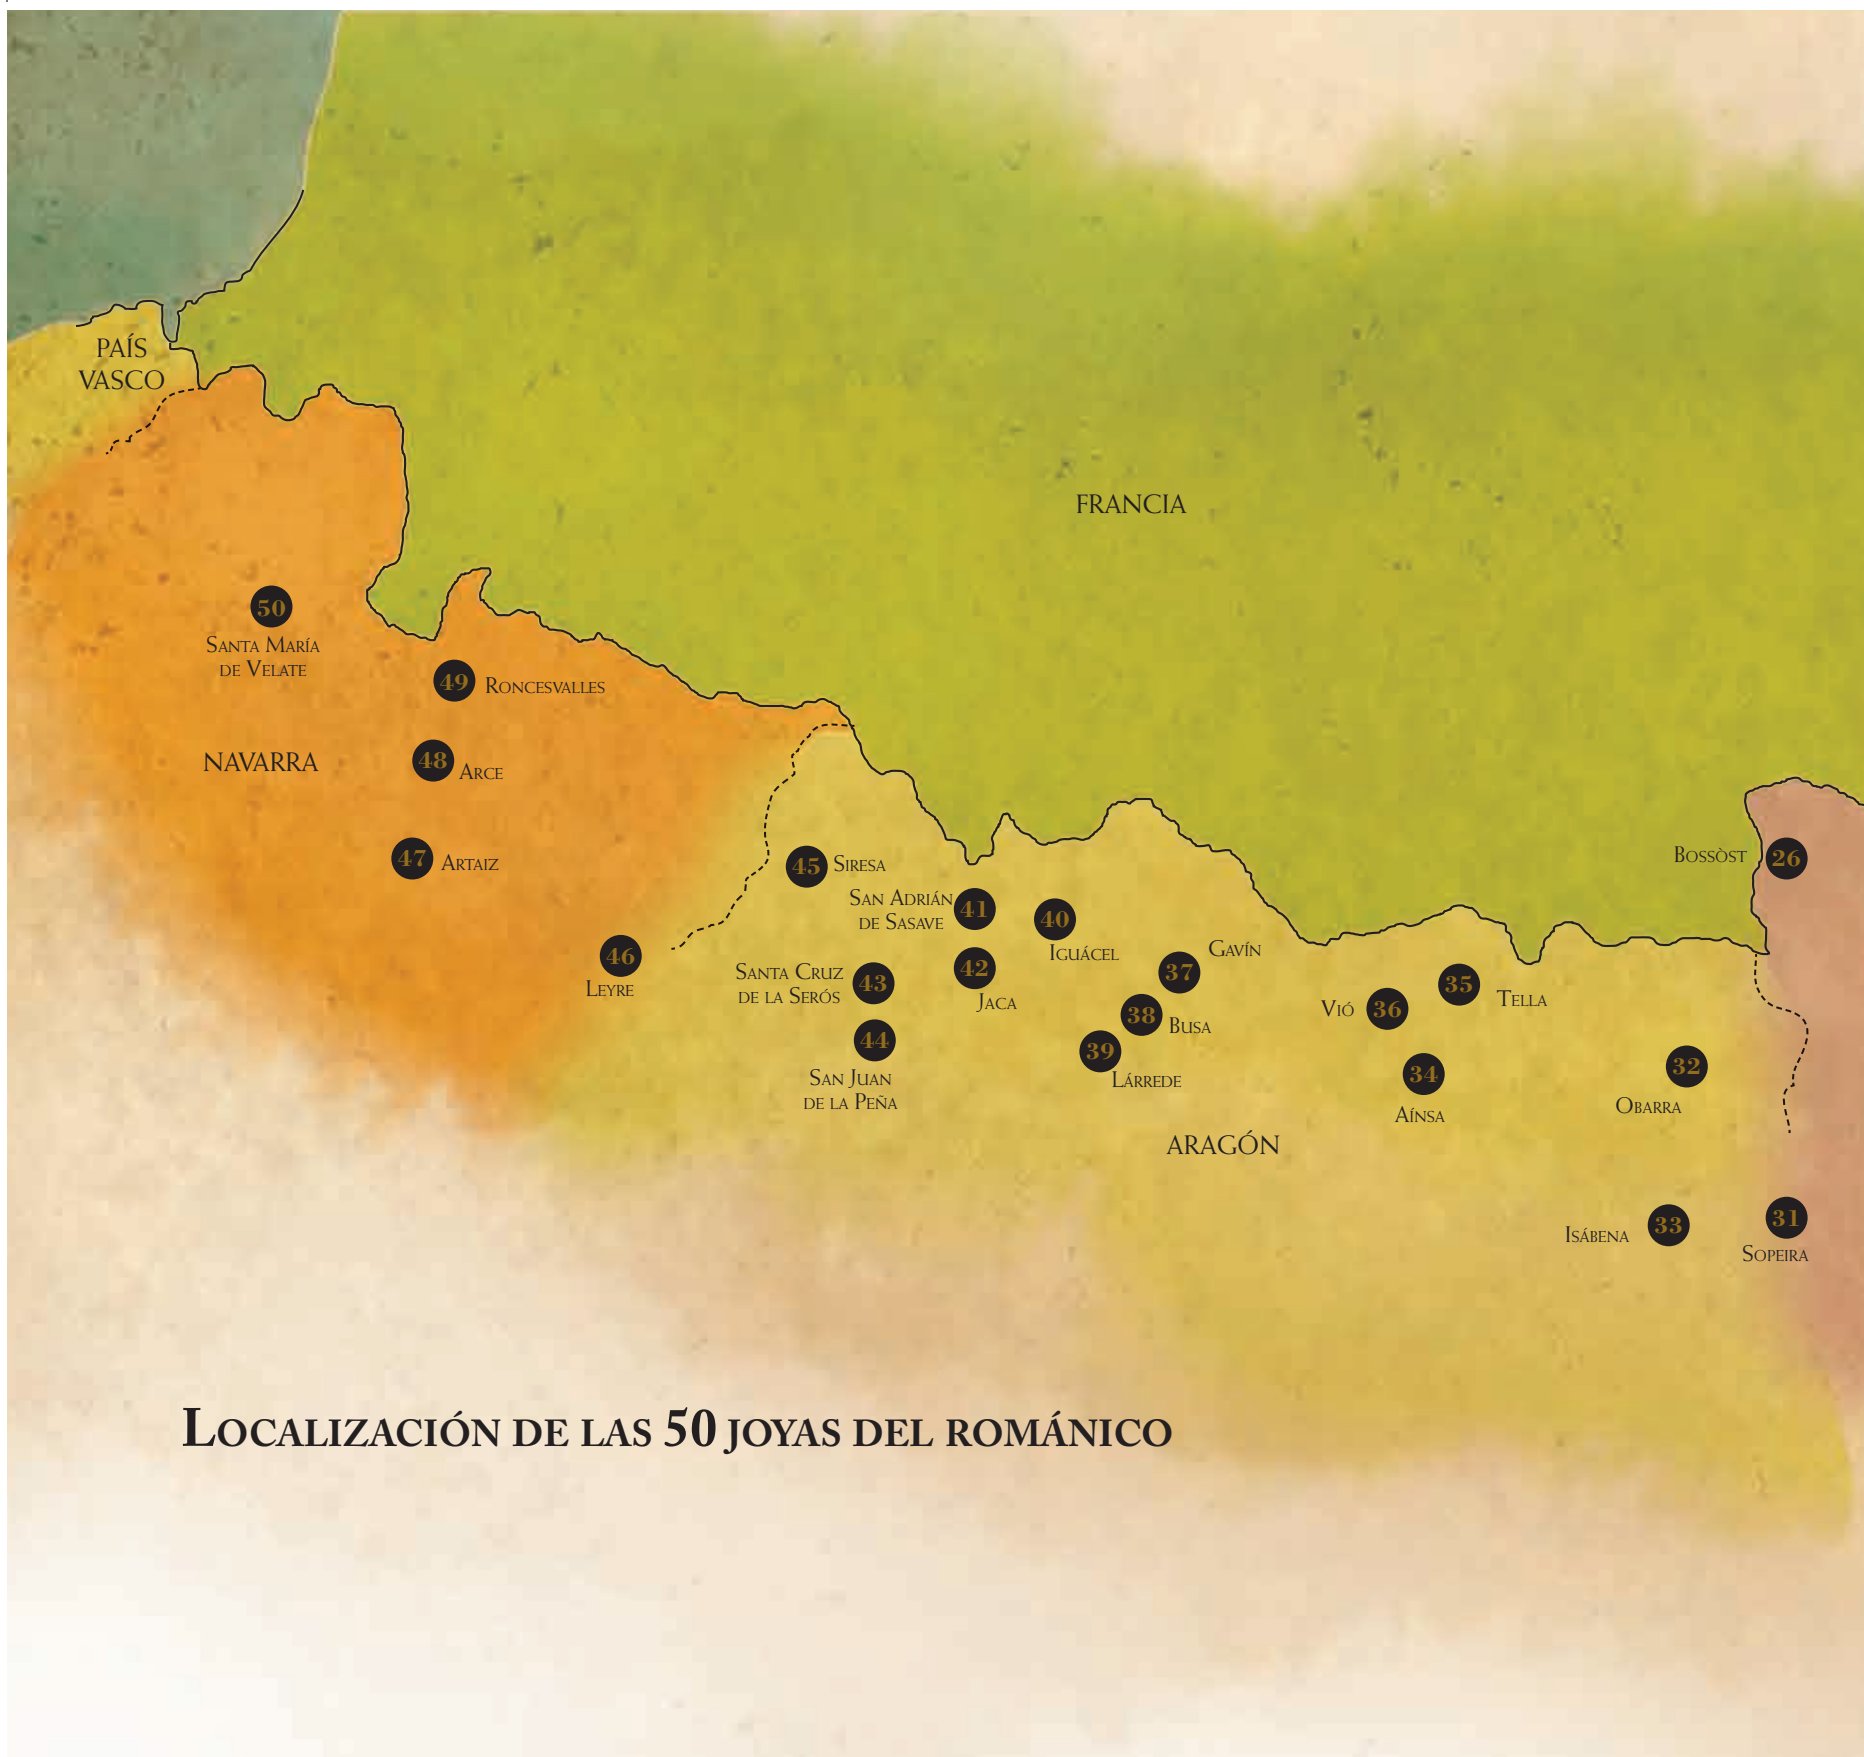 PAÍS
VASCO
FRANCIA
50
Santa María
de Velate
49 Roncesvalles
NAVARRA
48 Arce
47 Artaiz
46
Leyre
45 Siresa
San Adrián
de Sasave 41
40
Iguácel
Gavín
37
Santa Cruz
de la Serós 43
42
Jaca
38 Busa
44
San Juan
de la Peña
39
Lárrede
Vió 36
35 Tella
34
Aínsa
Bossòst 26
32
Obarra
ARAGÓN
Isábena 33
31
Sopeira
Localización de las 50 joyas del románico